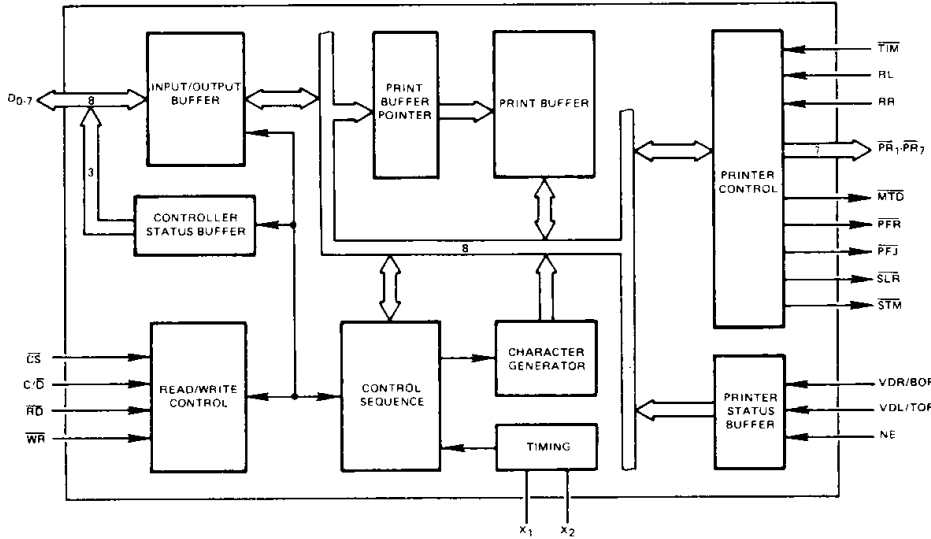 INPUT/OUTPUT
BUFFER
PRINT
BUFFER
POINTER
PRINT BUFFER
D0-7
8
3
CONTROLLER
STATUS BUFFER
PRINTER
CONTROL
TIM
RL
RR
7
PR1-PR7
MTD
PFR
PFJ
SLR
STM
8
CS
C/D
RD
WR
READ/WRITE
CONTROL
CONTROL
SEQUENCE
CHARACTER
GENERATOR
TIMING
X1
X2
PRINTER
STATUS
BUFFER
VDR/BOF
VDL/TOF
NE